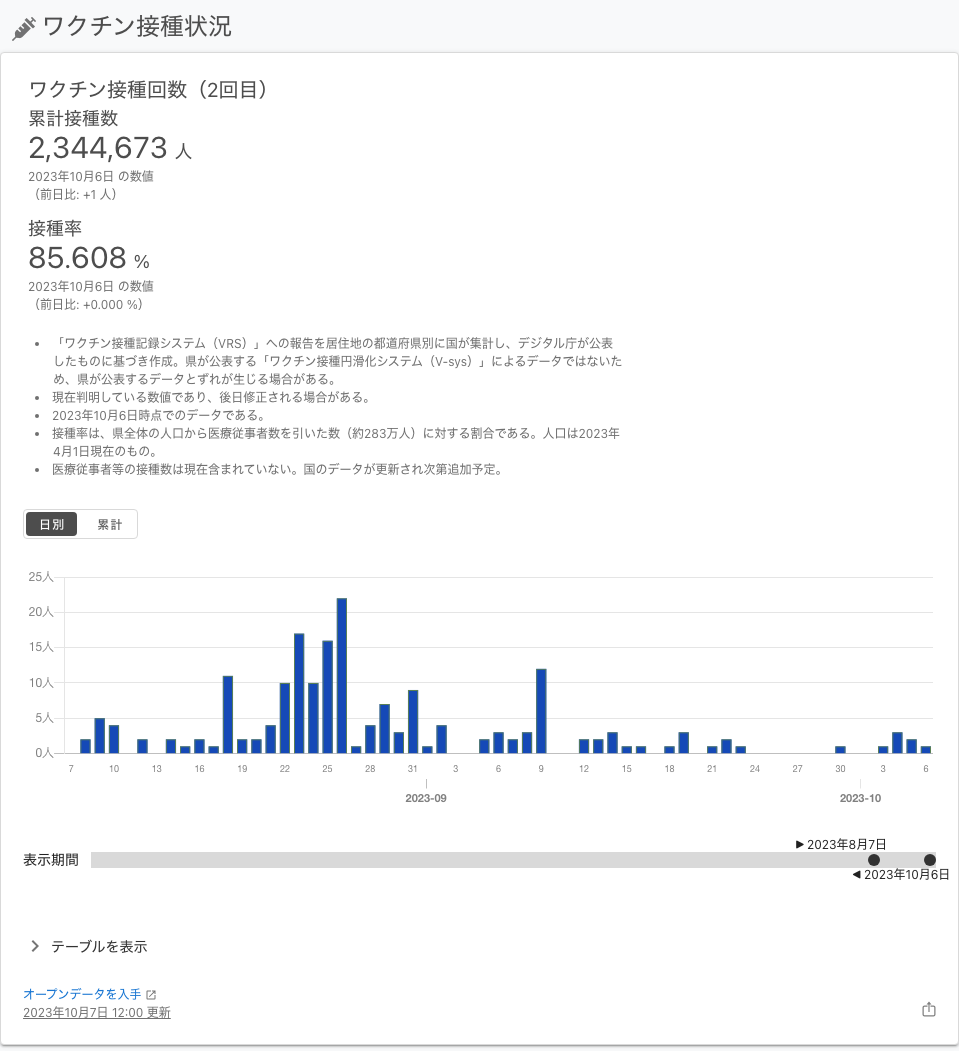 ワクチン接種状況
ワクチン接種回数（2回目）
累計接種数
2,344,673 人
2023年10月6日 の数値
（前日比: +1 人）
接種率
85.608 %
2023年10月6日 の数値
（前日比: +0.000 %）
• 「ワクチン接種記録システム（VRS）」への報告を居住地の都道府県別に国が集計し、デジタル庁が公表
したものに基づき作成。県が公表する「ワクチン接種円滑化システム（V-sys）」によるデータではないた
め、県が公表するデータとずれが生じる場合がある。
• 現在判明している数値であり、後日修正される場合がある。
• 2023年10月6日時点でのデータである。
• 接種率は、県全体の人口から医療従事者数を引いた数（約283万人）に対する割合である。人口は2023年
4月1日現在のもの。
• 医療従事者等の接種数は現在含まれていない。国のデータが更新され次第追加予定。
日別 累計
25人
20人
15人
10人
5人
0人
7 10 13 16 19 22 25 28 31 3 6 9 12 15 18 21 24 27 30 3 6
2023-09 2023-10
▶ 2023年8月7日
表示期間
◀ 2023年10月6日
テーブルを表示
オープンデータを入手
2023年10月7日 12:00 更新